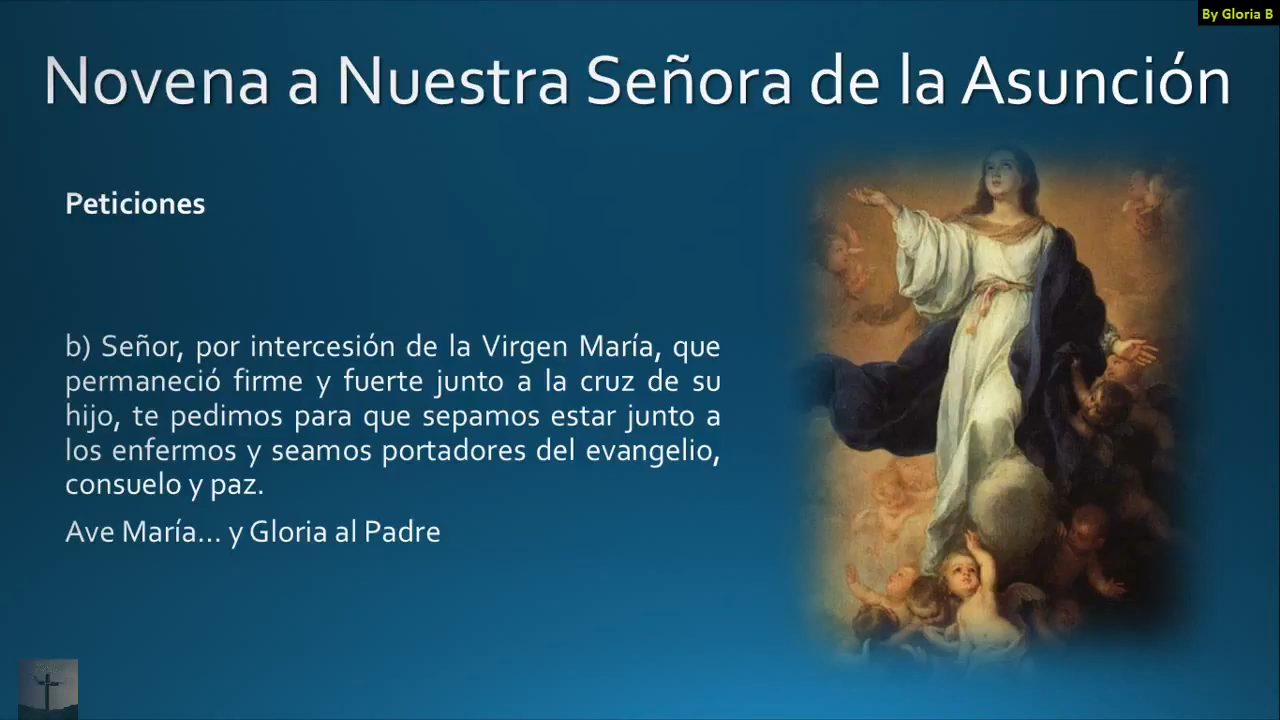 By Gloria B
Novena a Nuestra Señora de la Asunción
Peticiones
b) Señor, por intercesión de la Virgen María, que
permaneció firme y fuerte junto a la cruz de su
hijo, te pedimos para que sepamos estar junto a
los enfermos y seamos portadores del evangelio,
consuelo y paz.
Ave María... y Gloria al Padre